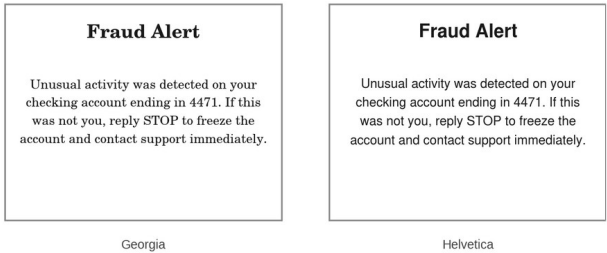 Fraud Alert
Unusual activity was detected on your
checking account ending in 4471. If this
was not you, reply STOP to freeze the
account and contact support immediately.
Georgia
Fraud Alert
Unusual activity was detected on your
checking account ending in 4471. If this
was not you, reply STOP to freeze the
account and contact support immediately.
Helvetica